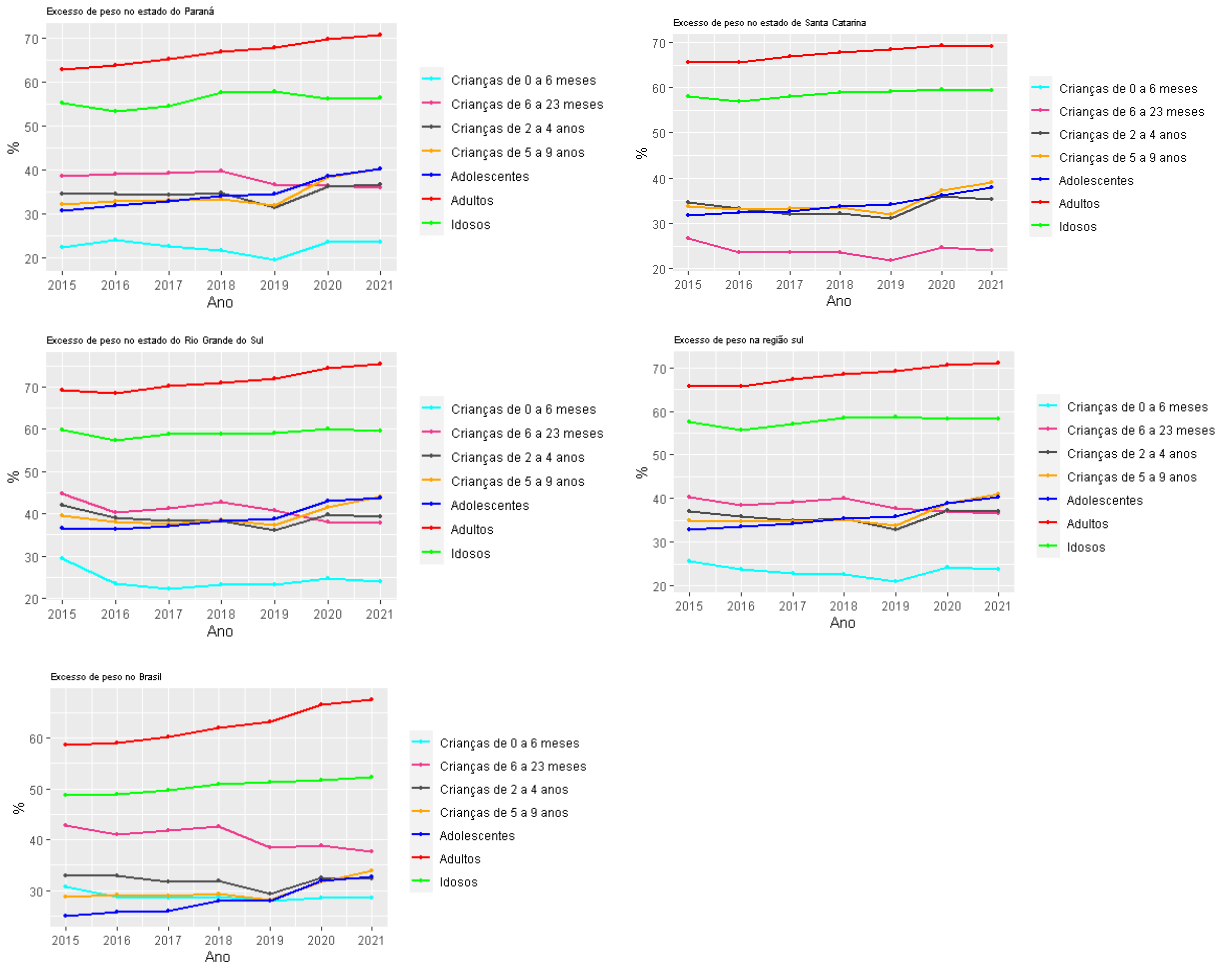 Excesso de peso no estado do Paraná
%
70
60
50
40
30
20
2015 2016 2017 2018 2019 2020 2021
Ano
Crianças de 0 a 6 meses
Crianças de 6 a 23 meses
Crianças de 2 a 4 anos
Crianças de 5 a 9 anos
Adolescentes
Adultos
Idosos
Excesso de peso no estado de Santa Catarina
%
70
60
50
40
30
20
2015 2016 2017 2018 2019 2020 2021
Ano
Crianças de 0 a 6 meses
Crianças de 6 a 23 meses
Crianças de 2 a 4 anos
Crianças de 5 a 9 anos
Adolescentes
Adultos
Idosos
Excesso de peso no estado do Rio Grande do Sul
%
70
60
50
40
30
20
2015 2016 2017 2018 2019 2020 2021
Ano
Crianças de 0 a 6 meses
Crianças de 6 a 23 meses
Crianças de 2 a 4 anos
Crianças de 5 a 9 anos
Adolescentes
Adultos
Idosos
Excesso de peso na região sul
%
70
60
50
40
30
20
2015 2016 2017 2018 2019 2020 2021
Ano
Crianças de 0 a 6 meses
Crianças de 6 a 23 meses
Crianças de 2 a 4 anos
Crianças de 5 a 9 anos
Adolescentes
Adultos
Idosos
Excesso de peso no Brasil
%
60
50
40
30
2015 2016 2017 2018 2019 2020 2021
Ano
Crianças de 0 a 6 meses
Crianças de 6 a 23 meses
Crianças de 2 a 4 anos
Crianças de 5 a 9 anos
Adolescentes
Adultos
Idosos